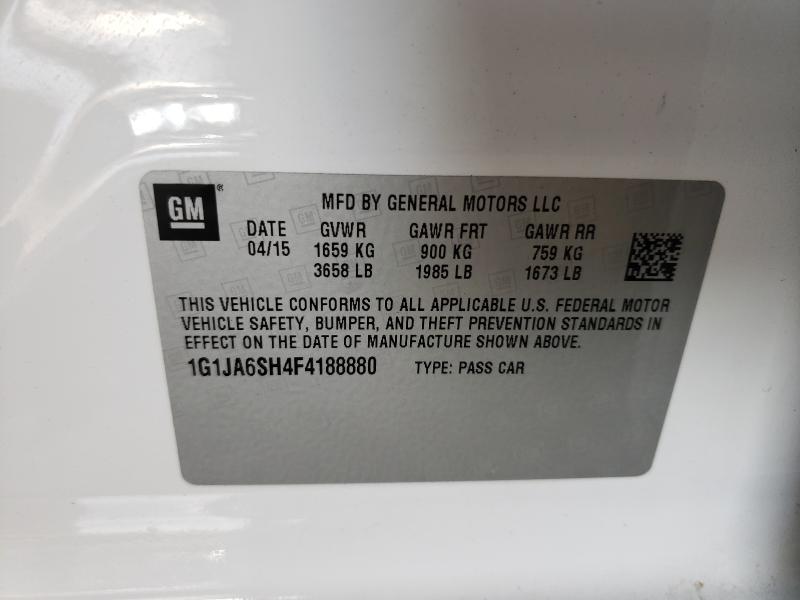 GM®
MFD BY GENERAL MOTORS LLC
DATE GVWR GAWR FRT GAWR RR
04/15 1659 KG 900 KG 759 KG
3658 LB 1985 LB 1673 LB
THIS VEHICLE CONFORMS TO ALL APPLICABLE U.S. FEDERAL MOTOR
VEHICLE SAFETY, BUMPER, AND THEFT PREVENTION STANDARDS IN
EFFECT ON THE DATE OF MANUFACTURE SHOWN ABOVE.
1G1JA6SH4F4188880 TYPE: PASS CAR